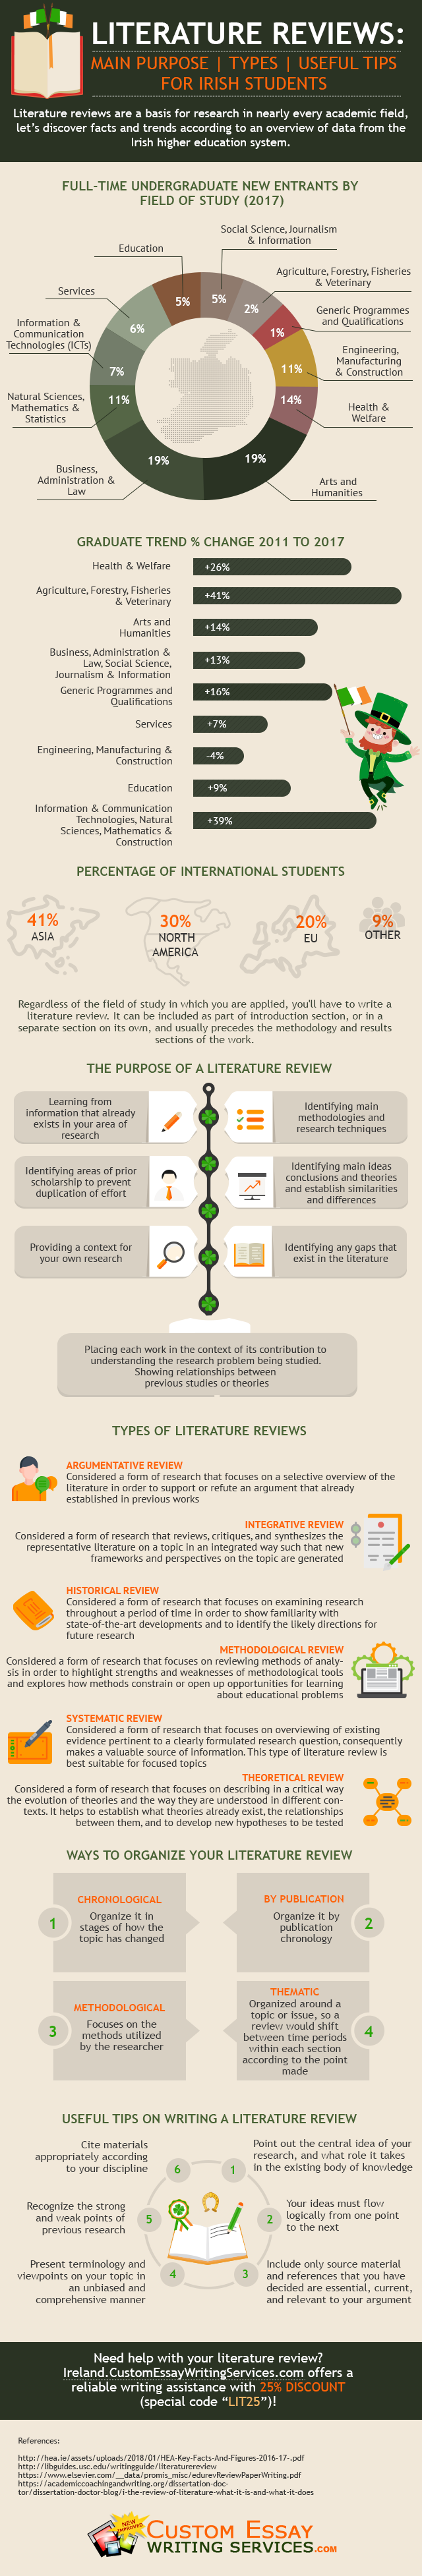 LITERATURE REVIEWS:
MAIN PURPOSE | TYPES | USEFUL TIPS
FOR IRISH STUDENTS
Literature reviews are a basis for research in nearly every academic field,
let's discover facts and trends according to an overview of data from the
Irish higher education system.
FULL-TIME UNDERGRADUATE NEW ENTRANTS BY
FIELD OF STUDY (2017)
Social Science, Journalism
& Information
5%
Agriculture, Forestry, Fisheries
& Veterinary
2%
Generic Programmes
and Qualifications
1%
Engineering,
Manufacturing
& Construction
11%
Health &
Welfare
14%
Arts and
Humanities
19%
Business,
Administration &
Law
19%
Natural Sciences,
Mathematics &
Statistics
11%
Information &
Communication
Technologies (ICTs)
7%
Services
6%
Education
5%
GRADUATE TREND % CHANGE 2011 TO 2017
Health & Welfare
+26%
Agriculture, Forestry, Fisheries
& Veterinary
+41%
Arts and
Humanities
+14%
Business, Administration &
Law, Social Science,
Journalism & Information
+13%
Generic Programmes and
Qualifications
+16%
Services
+7%
Engineering, Manufacturing &
Construction
-4%
Education
+9%
Information & Communication
Technologies, Natural
Sciences, Mathematics &
Construction
+39%
PERCENTAGE OF INTERNATIONAL STUDENTS
41%
ASIA
30%
NORTH
AMERICA
20%
EU
9%
OTHER
Regardless of the field of study in which you are applied, you'll have to write a
literature review. It can be included as part of introduction section, or in a
separate section on its own, and usually precedes the methodology and results
sections of the work.
THE PURPOSE OF A LITERATURE REVIEW
Learning from
information that already
exists in your area of
research
Identifying main
methodologies and
research techniques
Identifying areas of prior
scholarship to prevent
duplication of effort
Identifying main ideas
conclusions and theories
and establish similarities
and differences
Providing a context for
your own research
Identifying any gaps that
exist in the literature
Placing each work in the context of its contribution to
understanding the research problem being studied.
Showing relationships between
previous studies or theories
TYPES OF LITERATURE REVIEWS
ARGUMENTATIVE REVIEW
Considered a form of research that focuses on a selective overview of the
literature in order to support or refute an argument that already
established in previous works
INTEGRATIVE REVIEW
Considered a form of research that reviews, critiques, and synthesizes the
representative literature on a topic in an integrated way such that new
frameworks and perspectives on the topic are generated
HISTORICAL REVIEW
Considered a form of research that focuses on examining research
throughout a period of time in order to show familiarity with
state-of-the-art developments and to identify the likely directions for
future research
METHODOLOGICAL REVIEW
Considered a form of research that focuses on reviewing methods of analy-
sis in order to highlight strengths and weakness of methodological tools
and explores how methods constrain or open up opportunities for learning
about educational problems
SYSTEMATIC REVIEW
Considered a form of research that focuses on overviewing of existing
evidence pertinent to a clearly formulated research question, consequently
makes a valuable source of information. This type of literature review is
best suitable for focused topics
THEORETICAL REVIEW
Considered a form of research that focuses on describing in a critical way
the evolution of theories and the way they are understood in different con-
texts. It helps to establish what theories already exist, the relationships
between them, and to develop new hypotheses to be tested
WAYS TO ORGANIZE YOUR LITERATURE REVIEW
1
CHRONOLOGICAL
Organize it in
stages of how the
topic has changed
BY PUBLICATION
Organize it by
publication
chronology
2
3
METHODOLOGICAL
Focuses on the
methods utilized
by the researcher
THEMATIC
Organized around a
topic or issue, so a
review would shift
between time periods
within each section
according to the point
made
4
USEFUL TIPS ON WRITING A LITERATURE REVIEW
1
Point out the central idea of your
research, and what role it takes
in the existing body of knowledge
2
Your ideas must flow
logically from one point
to the next
3
Include only source material
and references that you have
decided are essential, current,
and relevant to your argument
4
Present terminology and
viewpoints on your topic in
an unbiased and
comprehensive manner
5
Recognize the strong
and weak points of
previous research
6
Cite materials
appropriately according
to your discipline
Need help with your literature review?
Ireland.CustomEssayWritingServices.com offers a
reliable writing assistance with 25% DISCOUNT
(special code “LIT25”)!
References:
http://hea.ie/assets/uploads/2018/01/HEA-Key-Facts-And-Figures-2016-17-.pdf
http://libguides.usc.edu/writingguide/literaturereview
https://www.elsevier.com/__data/promis_misc/edurevReviewPaperWriting.pdf
https://academiccoachingandwriting.org/dissertation-doc-
tor/dissertation-doctor-blog/i-the-review-of-literature-what-it-is-and-what-it-does
NEW
IMPROVED
CUSTOM ESSAY
WRITING SERVICES.COM